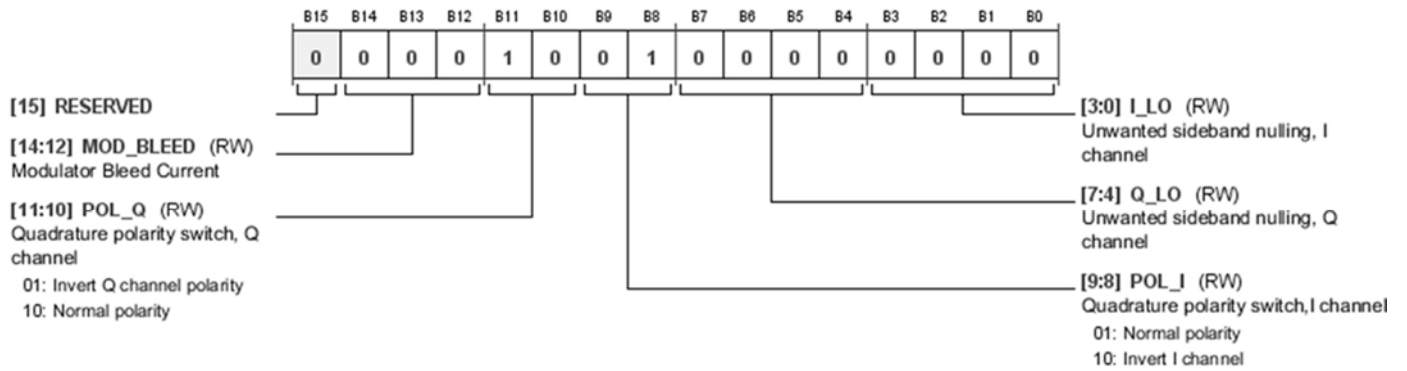 B15 B14 B13 B12 B11 B10 B9 B8 B7 B6 B5 B4 B3 B2 B1 B0
0 0 0 0 1 0 0 1 0 0 0 0 0 0 0 0
[15] RESERVED
[14:12] MOD_BLEED (RW)
Modulator Bleed Current
[11:10] POL_Q (RW)
Quadrature polarity switch, Q
channel
01: Invert Q channel polarity
10: Normal polarity
[3:0] I_LO (RW)
Unwanted sideband nulling, I
channel
[7:4] Q_LO (RW)
Unwanted sideband nulling, Q
channel
[9:8] POL_I (RW)
Quadrature polarity switch,I channel
01: Normal polarity
10: Invert I channel